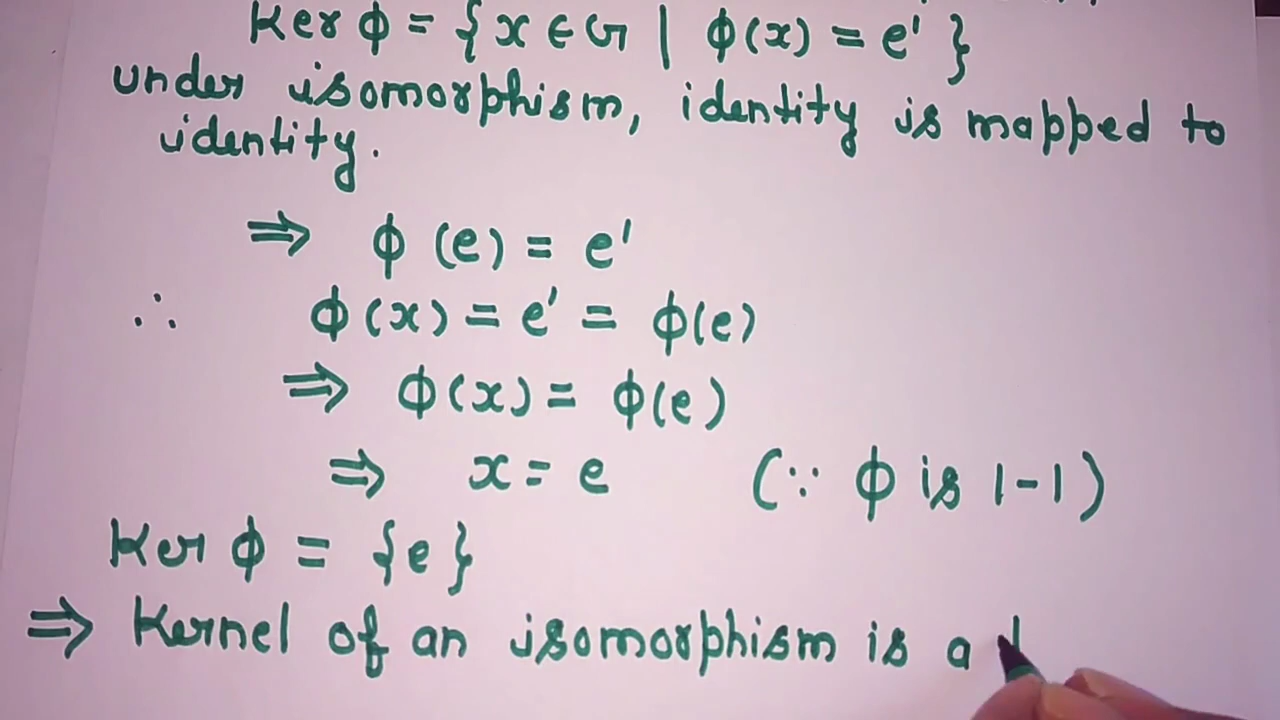 Ker ϕ = {x ∈ G | ϕ(x) = e'}
under isomorphism, identity is mapped to
identity.
⇒ ϕ (e) = e'
∴ ϕ(x) = e' = ϕ(e)
⇒ ϕ(x) = ϕ(e)
⇒ x = e (∵ ϕ is 1-1)
Ker ϕ = {e}
⇒ Kernel of an isomorphism is a